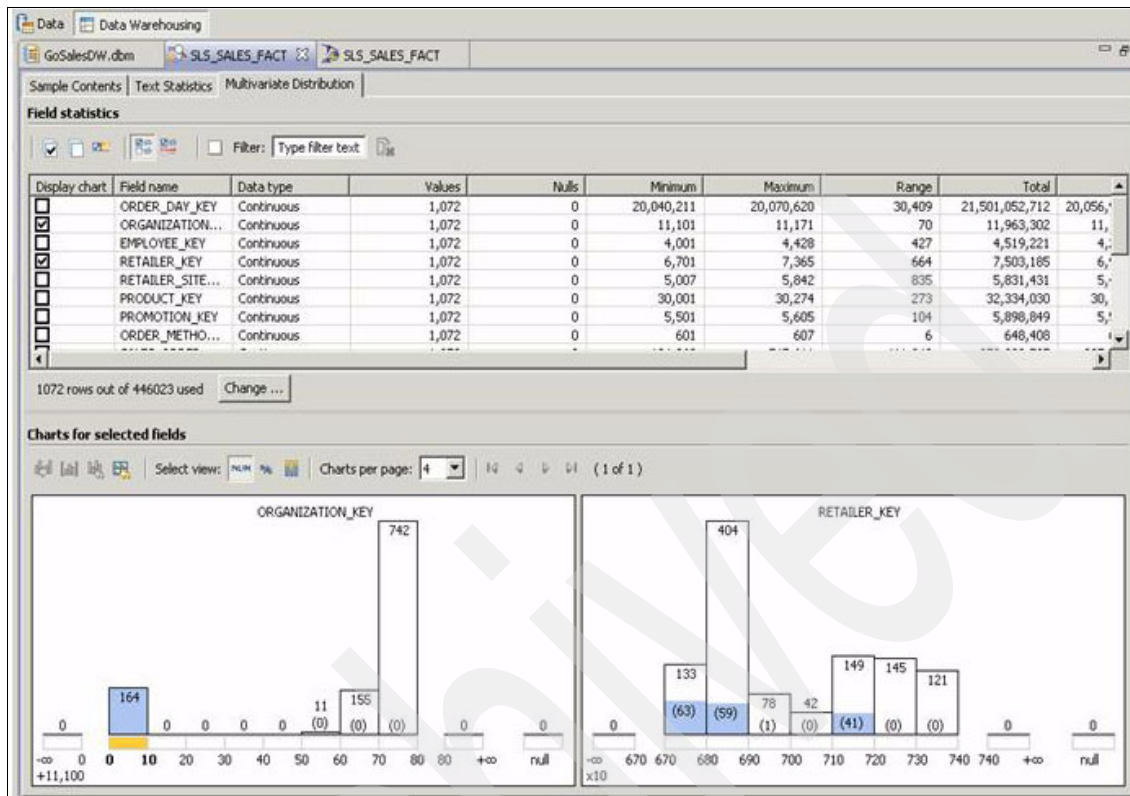 Data Data Warehousing
GoSalesDW.dbm SLS_SALES_FACT SLS_SALES_FACT
Sample Contents Text Statistics Multivariate Distribution
Field statistics
Filter: Type filter text
Display chart Field name Data type Values Nulls Minimum Maximum Range Total
ORDER_DAY_KEY Continuous 1,072 0 20,040,211 20,070,620 30,409 21,501,052,712 20,056,
ORGANIZATION... Continuous 1,072 0 11,101 11,171 70 11,963,302 11,
EMPLOYEE_KEY Continuous 1,072 0 4,001 4,428 427 4,519,221 4,
RETAILER_KEY Continuous 1,072 0 6,701 7,365 664 7,503,185 6,
RETAILER_SITE... Continuous 1,072 0 5,007 5,842 835 5,831,431 5,
PRODUCT_KEY Continuous 1,072 0 30,001 30,274 273 32,334,030 30,
PROMOTION_KEY Continuous 1,072 0 5,501 5,605 104 5,898,849 5,
ORDER_METHO... Continuous 1,072 0 601 607 6 648,408
1072 rows out of 446023 used Change ...
Charts for selected fields
Select view: NUM % Charts per page: 4 (1 of 1)
ORGANIZATION_KEY
742
164 11 155
0 0 0 0 0 (0) (0) (0) 0 0
-∞ 0 0 10 20 30 40 50 60 70 80 80 +∞ null
+11,100
RETAILER_KEY
404
133 78 42 149 145 121
0 (63) (59) (1) (0) (41) (0) (0) 0 0
-∞ 670 670 680 690 700 710 720 730 740 740 +∞ null
x10